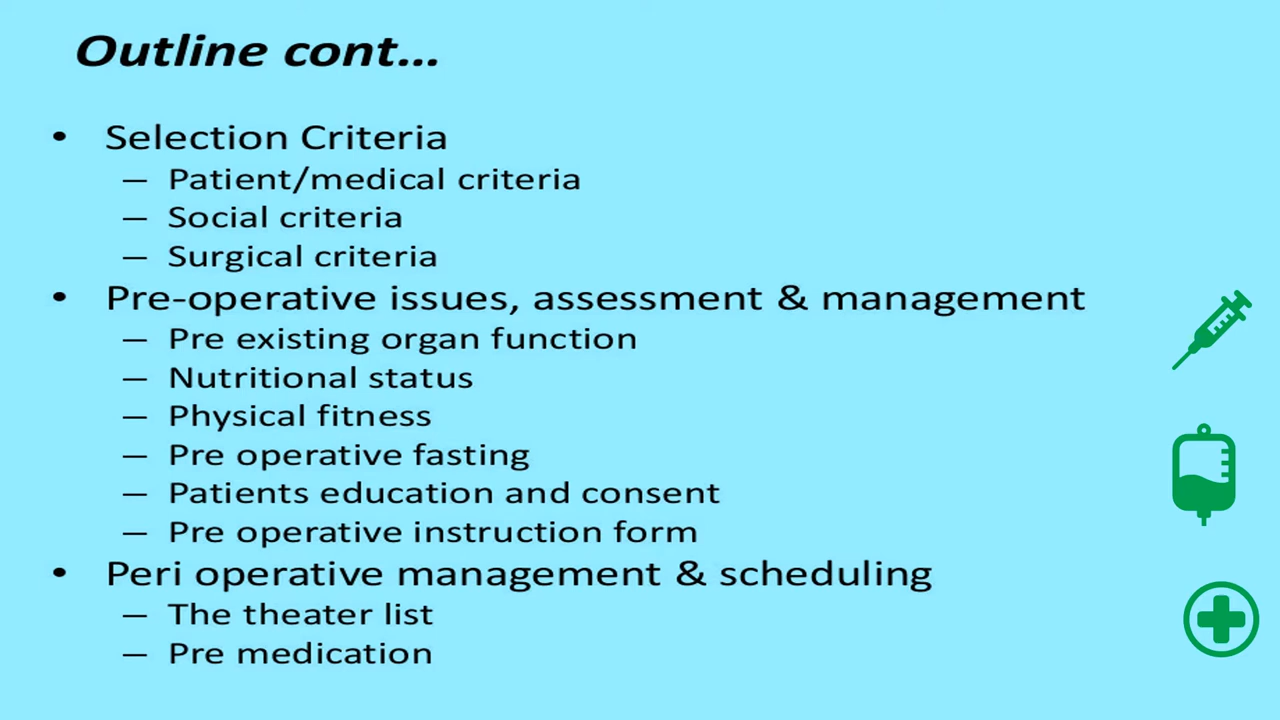 Outline cont...
• Selection Criteria
– Patient/medical criteria
– Social criteria
– Surgical criteria
• Pre-operative issues, assessment & management
– Pre existing organ function
– Nutritional status
– Physical fitness
– Pre operative fasting
– Patients education and consent
– Pre operative instruction form
• Peri operative management & scheduling
– The theater list
– Pre medication